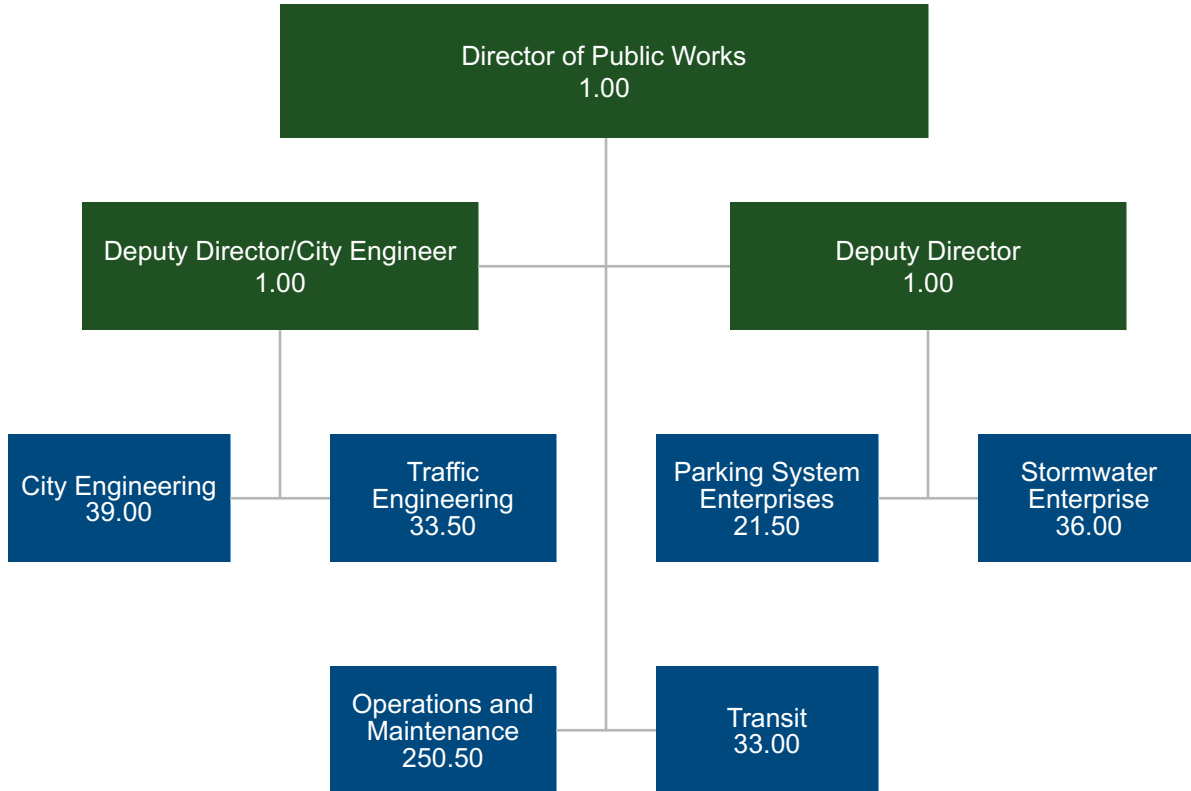 Director of Public Works
1.00
Deputy Director/City Engineer
1.00
Deputy Director
1.00
City Engineering
39.00
Traffic
Engineering
33.50
Parking System
Enterprises
21.50
Stormwater
Enterprise
36.00
Operations and
Maintenance
250.50
Transit
33.00